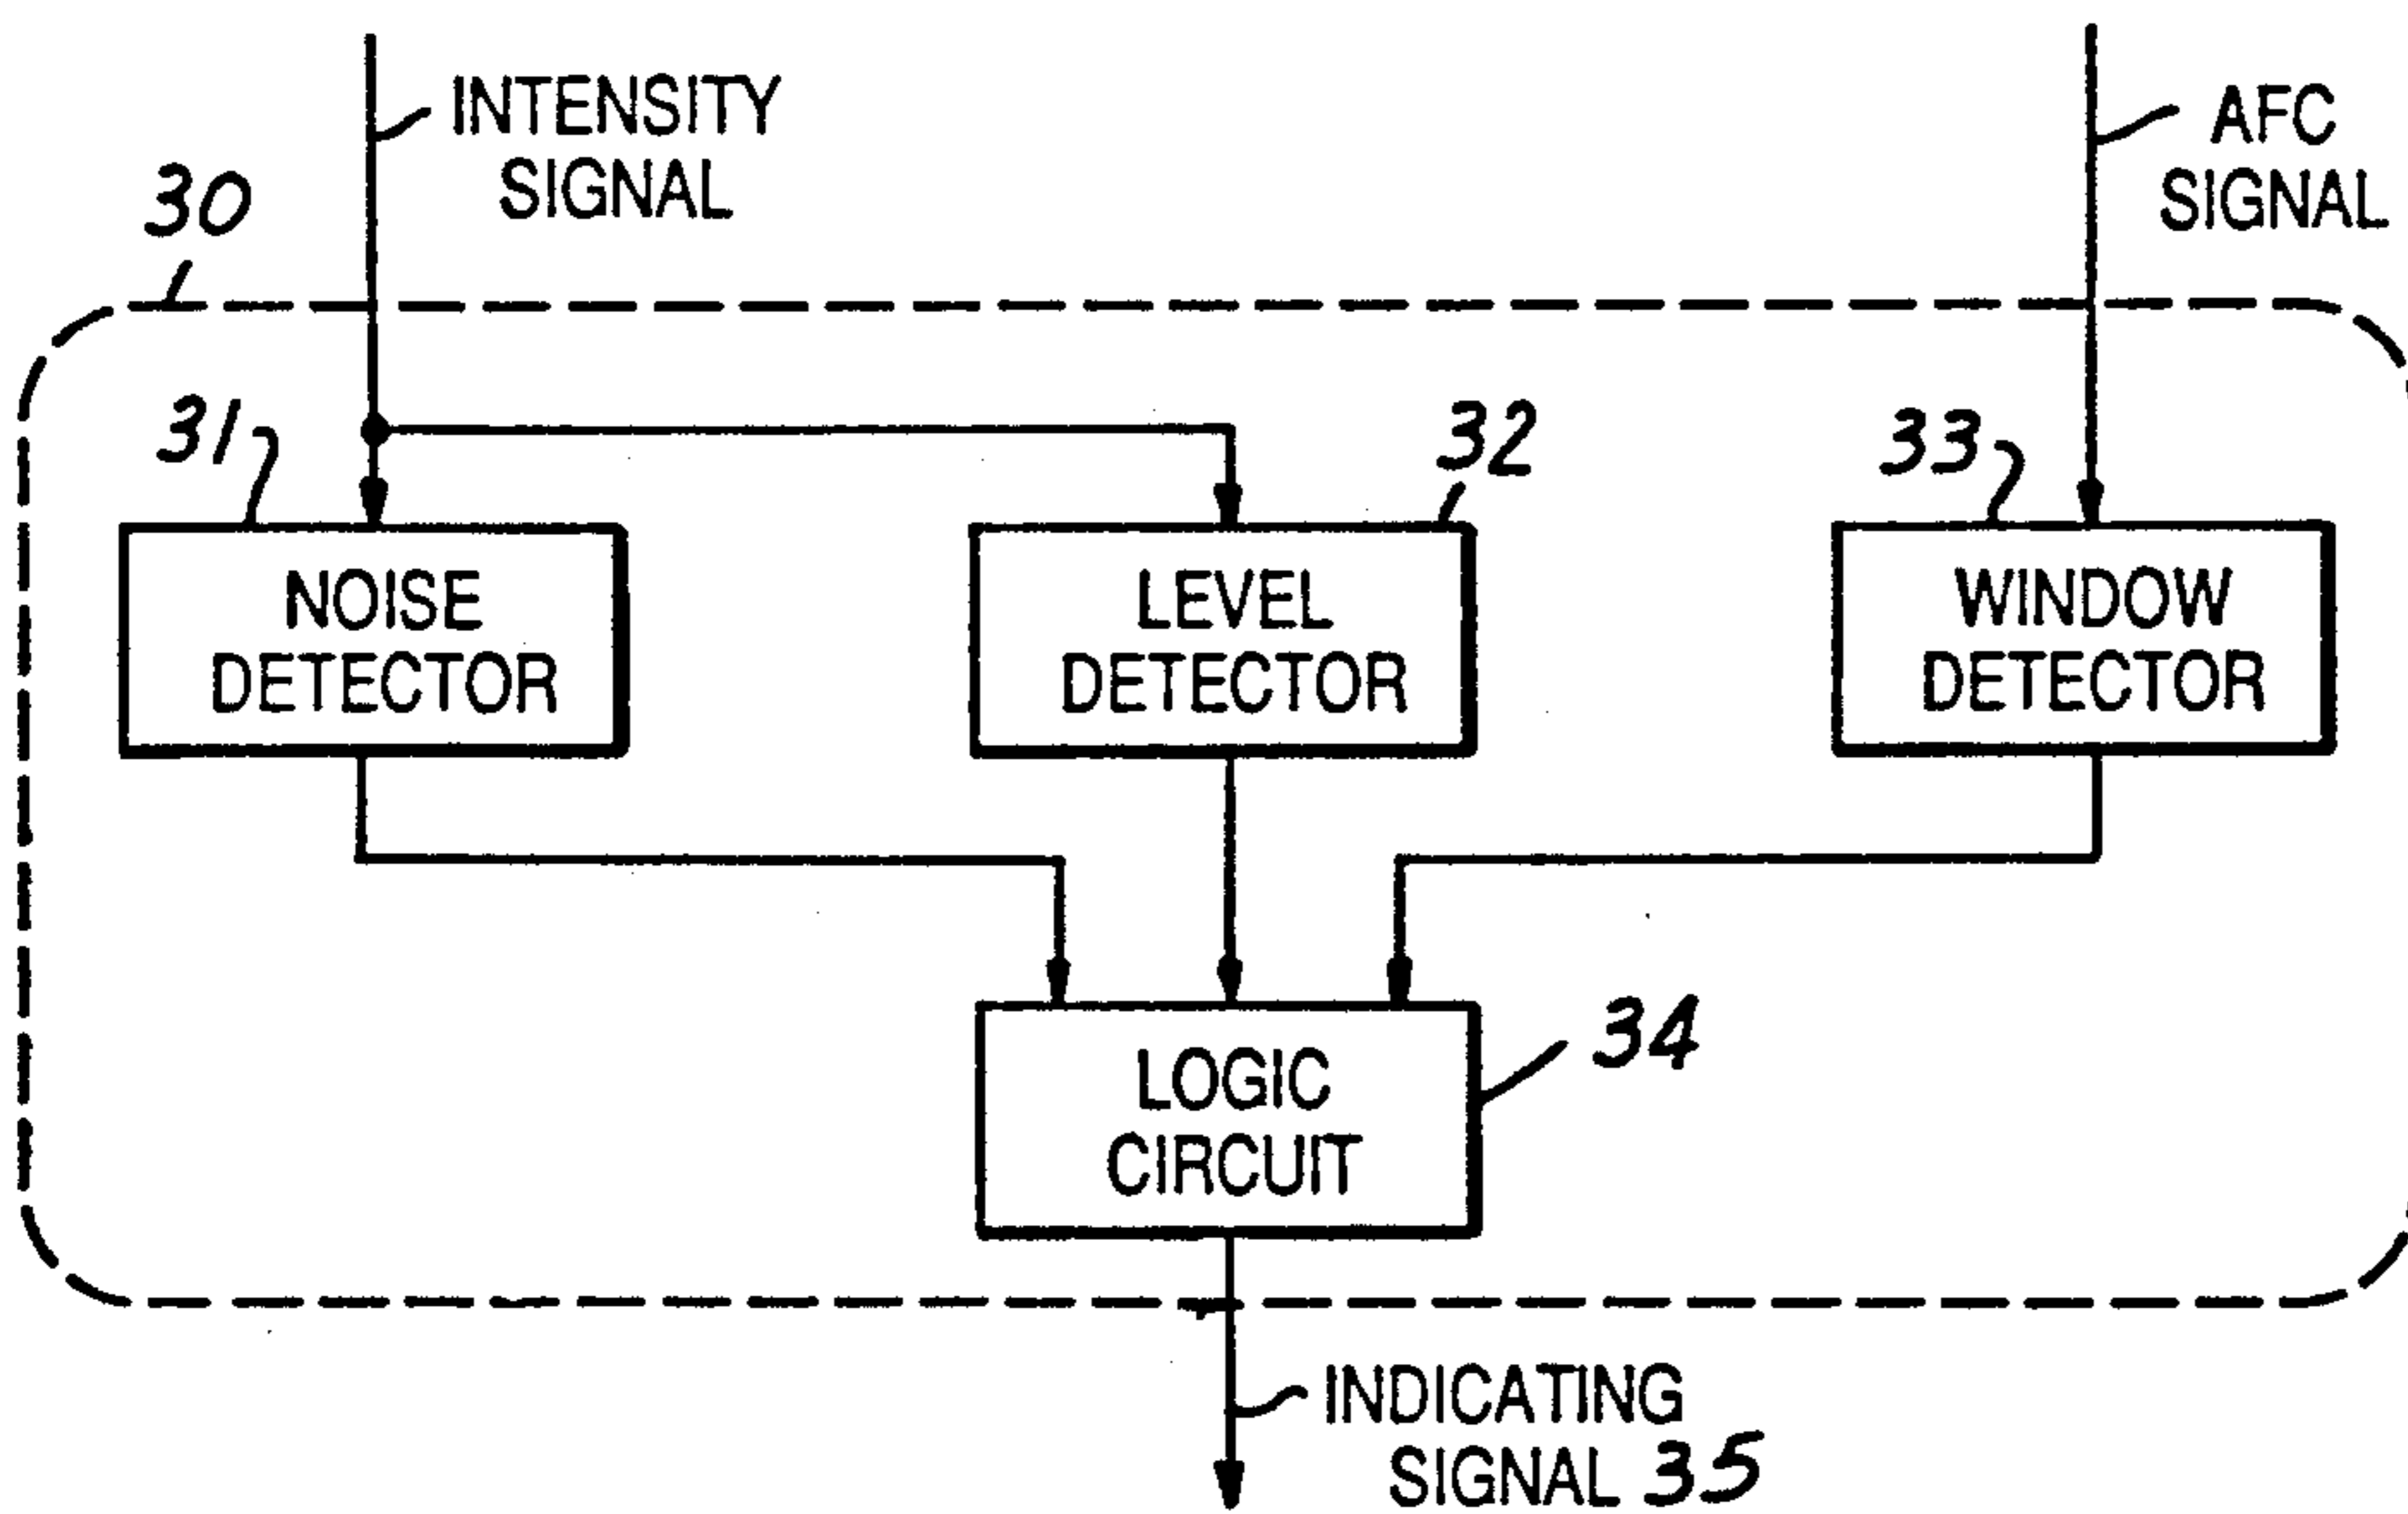 INTENSITY
SIGNAL
AFC
SIGNAL
30
31
32
33
NOISE
DETECTOR
LEVEL
DETECTOR
WINDOW
DETECTOR
LOGIC
CIRCUIT
34
INDICATING
SIGNAL 35